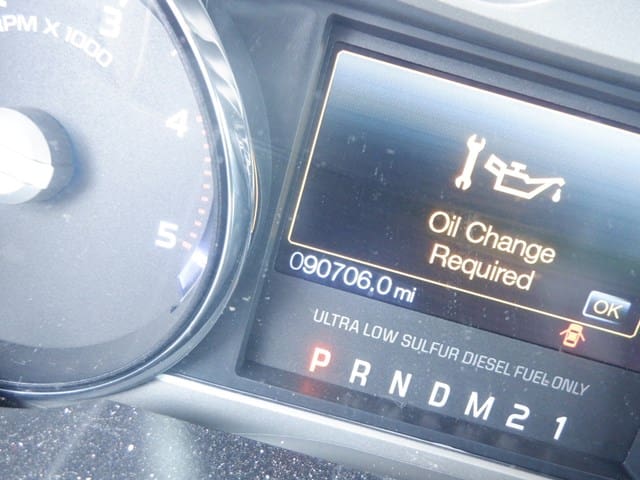 3
RPM X 1000
4
5
Oil Change
Required
090706.0 mi
OK
ULTRA LOW SULFUR DIESEL FUEL ONLY
P R N D M 2 1